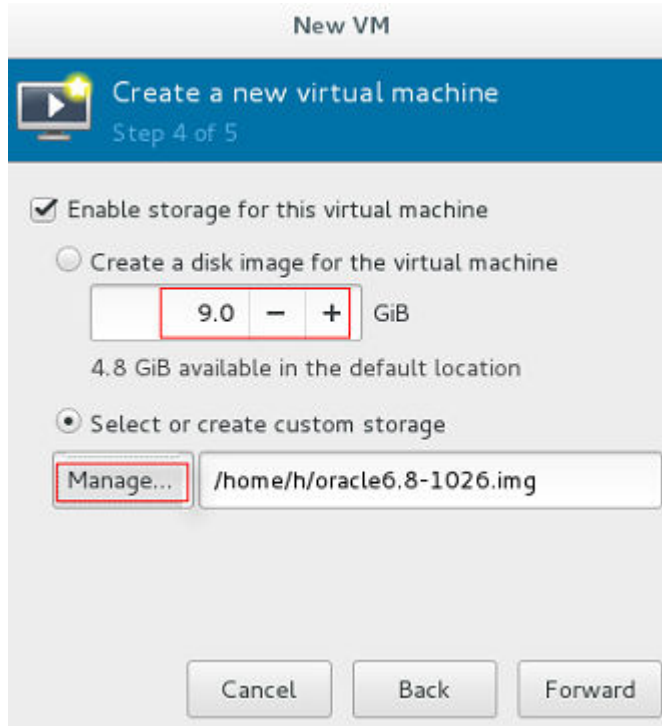 New VM
Create a new virtual machine
Step 4 of 5
Enable storage for this virtual machine
Create a disk image for the virtual machine
9.0 − + GiB
4.8 GiB available in the default location
Select or create custom storage
Manage... /home/h/oracle6.8-1026.img
Cancel Back Forward